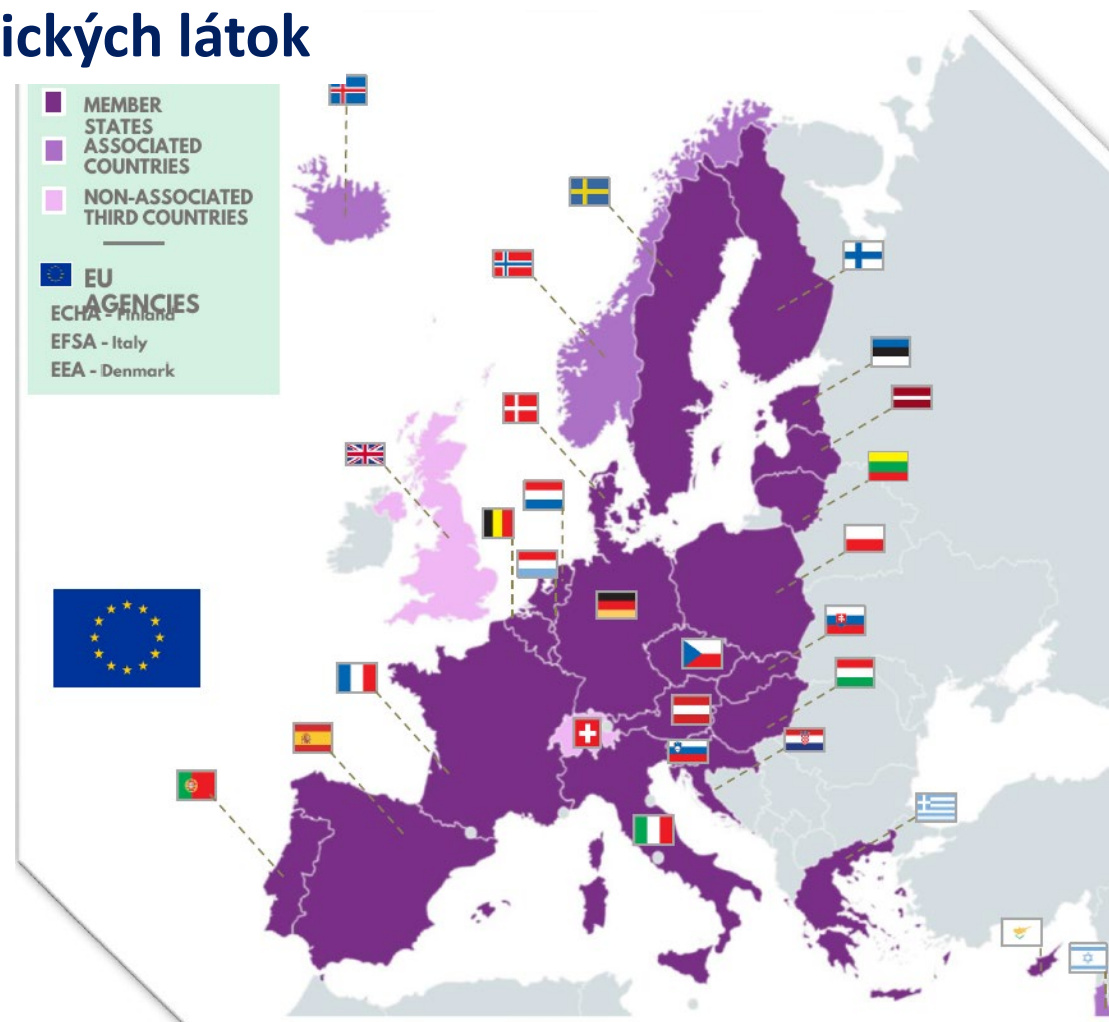 ických látok
MEMBER
STATES
ASSOCIATED
COUNTRIES
NON-ASSOCIATED
THIRD COUNTRIES
EU
AGENCIES
ECHA - Finland
EFSA - Italy
EEA - Denmark